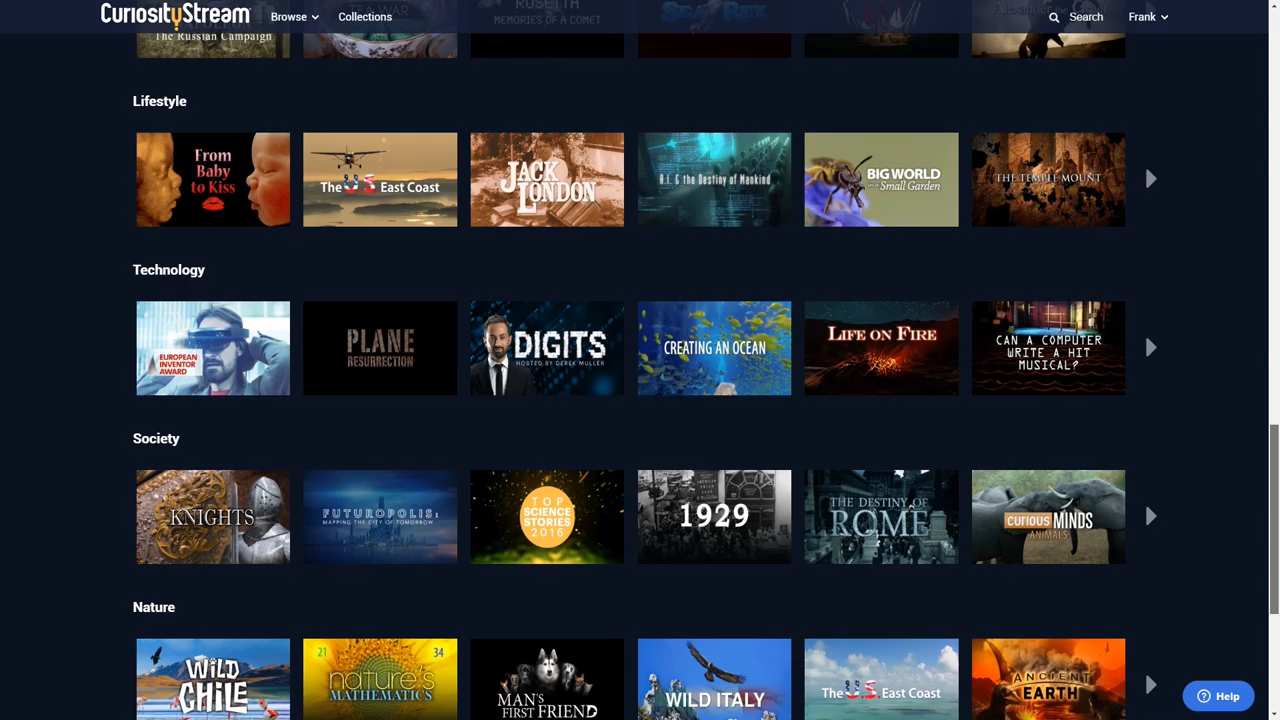 CURIOSITYSTREAM
Browse
Collections
Search
Frank
The Russian Campaign
TEA WAR
ROSETTA
MEMORIES OF A COMET
Lifestyle
From
Baby
to Kiss
The U.S. East Coast
JACK
LONDON
A.I. & the Destiny of Mankind
BIG WORLD
Small Garden
THE TEMPLE MOUNT
Technology
EUROPEAN
INVENTOR
AWARD
PLANE
RESURRECTION
DIGITS
HOSTED BY DEREK MULLER
CREATING AN OCEAN
LIFE ON FIRE
CAN A COMPUTER
WRITE A HIT
MUSICAL?
Society
KNIGHTS
FUTUROPOLIS:
MAPPING THE CITY OF TOMORROW
TOP
SCIENCE
STORIES
2016
1929
THE DESTINY OF
ROME
CURIOUS MINDS
ANIMALS
Nature
WILD
CHILE
21
34
nature's
MATHEMATICS
MAN'S
FIRST FRIEND
WILD ITALY
The U.S. East Coast
ANCIENT
EARTH
Help